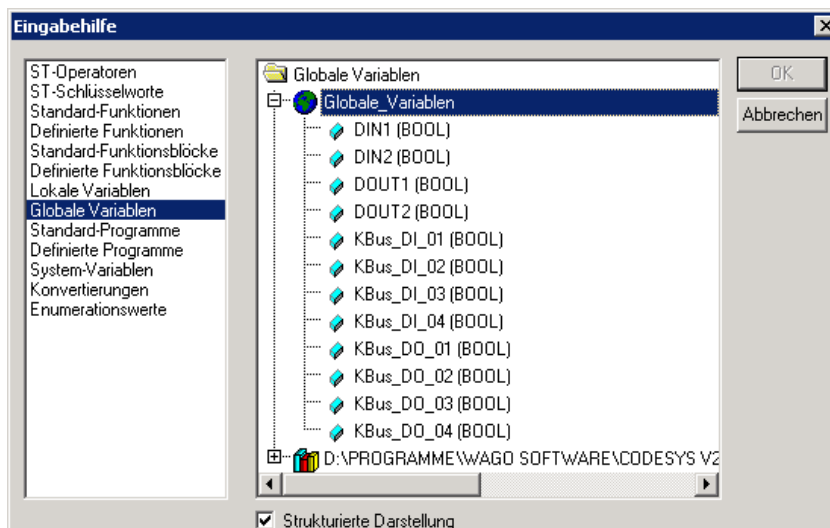 Eingabehilfe
ST-Operatoren
ST-Schlüsselworte
Standard-Funktionen
Definierte Funktionen
Standard-Funktionsblöcke
Definierte Funktionsblöcke
Lokale Variablen
Globale Variablen
Standard-Programme
Definierte Programme
System-Variablen
Konvertierungen
Enumerationswerte
Globale Variablen
Globale_Variablen
DIN1 (BOOL)
DIN2 (BOOL)
DOUT1 (BOOL)
DOUT2 (BOOL)
KBus_DI_01 (BOOL)
KBus_DI_02 (BOOL)
KBus_DI_03 (BOOL)
KBus_DI_04 (BOOL)
KBus_DO_01 (BOOL)
KBus_DO_02 (BOOL)
KBus_DO_03 (BOOL)
KBus_DO_04 (BOOL)
D:\PROGRAMME\WAGO SOFTWARE\CODESYS V2
OK
Abbrechen
Strukturierte Darstellung